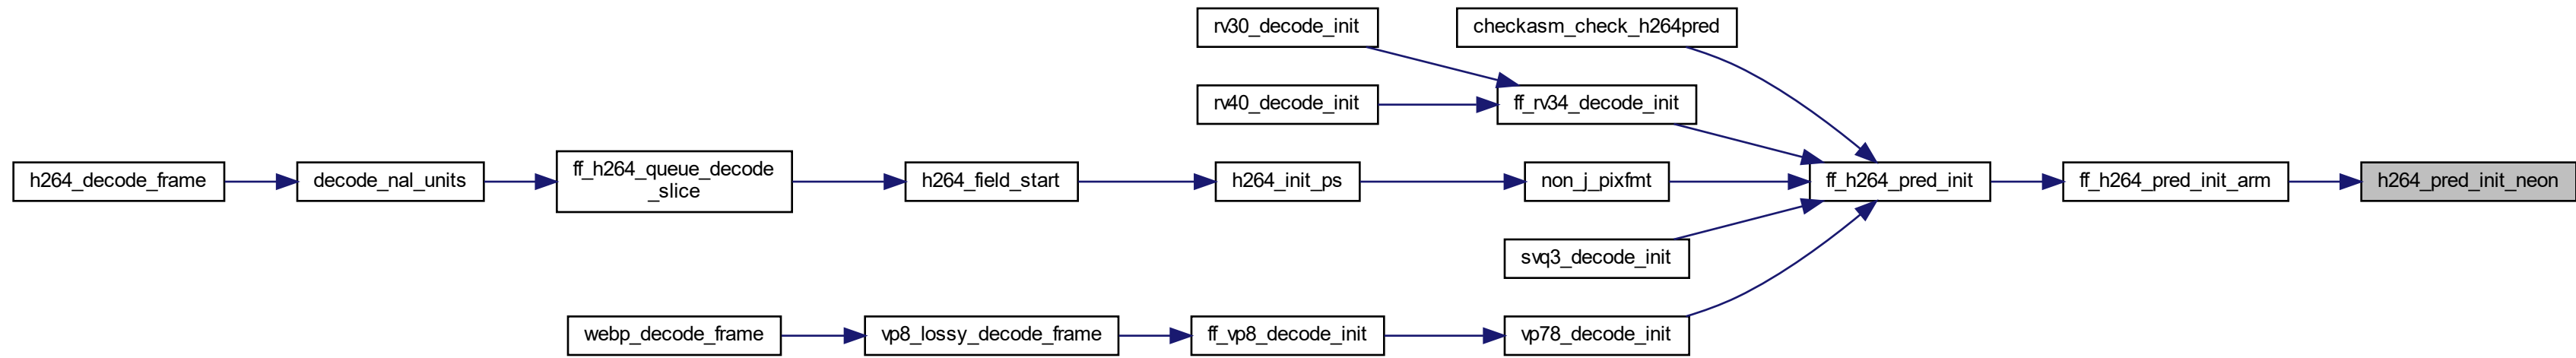 rv30_decode_init
checkasm_check_h264pred
rv40_decode_init
ff_rv34_decode_init
h264_decode_frame
decode_nal_units
ff_h264_queue_decode
_slice
h264_field_start
h264_init_ps
non_j_pixfmt
ff_h264_pred_init
ff_h264_pred_init_arm
h264_pred_init_neon
svq3_decode_init
webp_decode_frame
vp8_lossy_decode_frame
ff_vp8_decode_init
vp78_decode_init